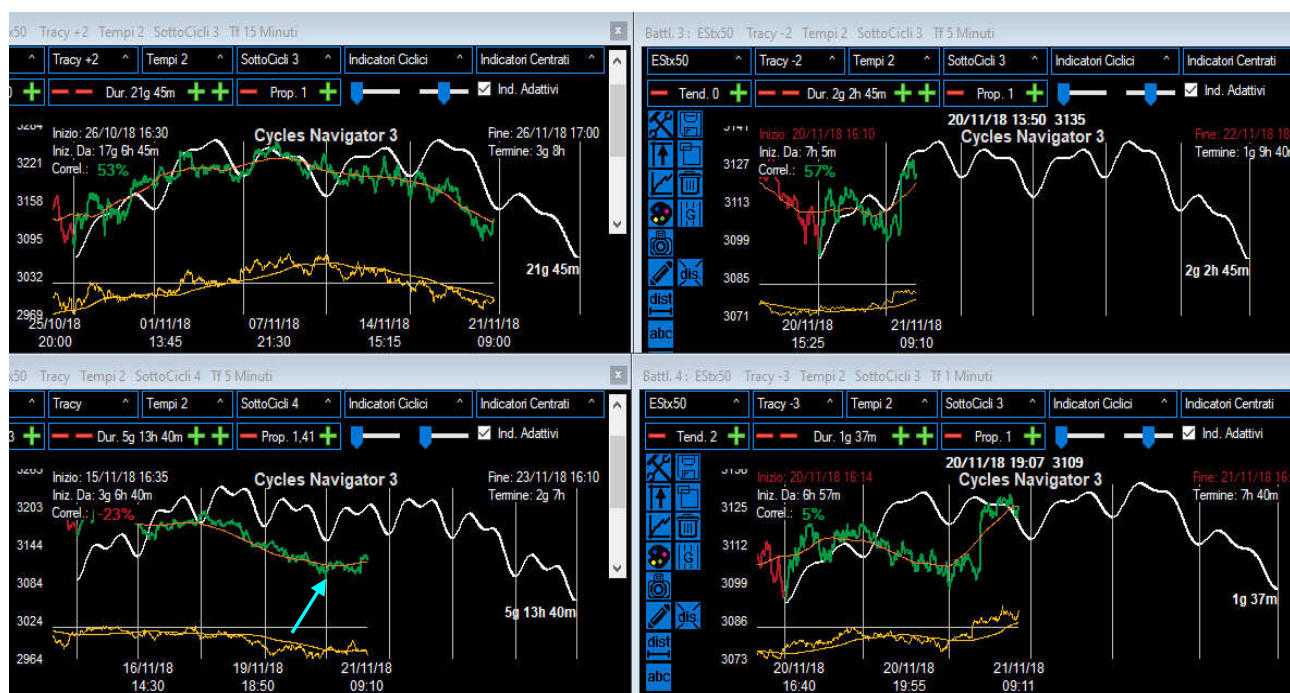 x50 Tracy +2 Tempi 2 SottoCicli 3 Tf 15 Minuti
^ Tracy +2 ^ Tempi 2 ^ SottoCicli 3 ^ Indicatori Ciclici ^ Indicatori Centrati ^
Dur. 21g 45m Prop. 1 Ind. Adattivi
Inizio: 26/10/18 16:30 Cycles Navigator 3 Fine: 26/11/18 17:00
Iniz. Da: 17g 6h 45m Termine: 3g 8h
Correl.: 53%
3221
3158
3095
3032
2969
21g 45m
25/10/18 01/11/18 07/11/18 14/11/18 21/11/18
20:00 13:45 21:30 15:15 09:00
Battl. 3 : EStx50 Tracy -2 Tempi 2 SottoCicli 3 Tf 5 Minuti
EStx50 ^ Tracy -2 ^ Tempi 2 ^ SottoCicli 3 ^ Indicatori Ciclici ^ Indicatori Centrati
Tend. 0 Dur. 2g 2h 45m Prop. 1 Ind. Adattivi
20/11/18 13:50 3135
Inizio: 20/11/18 16:10 Cycles Navigator 3 Fine: 22/11/18 18
Iniz. Da: 7h 5m Termine: 1g 9h 40
Correl.: 57%
3141
3127
3113
3099
3085
3071
dis
dist
abc
G
2g 2h 45m
20/11/18 21/11/18
15:25 09:10
x50 Tracy Tempi 2 SottoCicli 4 Tf 5 Minuti
^ Tracy ^ Tempi 2 ^ SottoCicli 4 ^ Indicatori Ciclici ^ Indicatori Centrati ^
3 Dur. 5g 13h 40m Prop. 1,41 Ind. Adattivi
Inizio: 15/11/18 16:35 Cycles Navigator 3 Fine: 23/11/18 16:10
Iniz. Da: 3g 6h 40m Termine: 2g 7h
Correl.: -23%
3203
3144
3084
3024
2964
5g 13h 40m
16/11/18 19/11/18 21/11/18
14:30 18:50 09:10
Battl. 4 : EStx50 Tracy -3 Tempi 2 SottoCicli 3 Tf 1 Minuti
EStx50 ^ Tracy -3 ^ Tempi 2 ^ SottoCicli 3 ^ Indicatori Ciclici ^ Indicatori Centrati
Tend. 2 Dur. 1g 37m Prop. 1 Ind. Adattivi
20/11/18 19:07 3109
Inizio: 20/11/18 16:14 Cycles Navigator 3 Fine: 21/11/18 16:
Iniz. Da: 6h 57m Termine: 7h 40m
Correl.: 5%
3125
3112
3099
3086
3073
dis
dist
abc
G
1g 37m
20/11/18 20/11/18 21/11/18
16:40 19:55 09:11